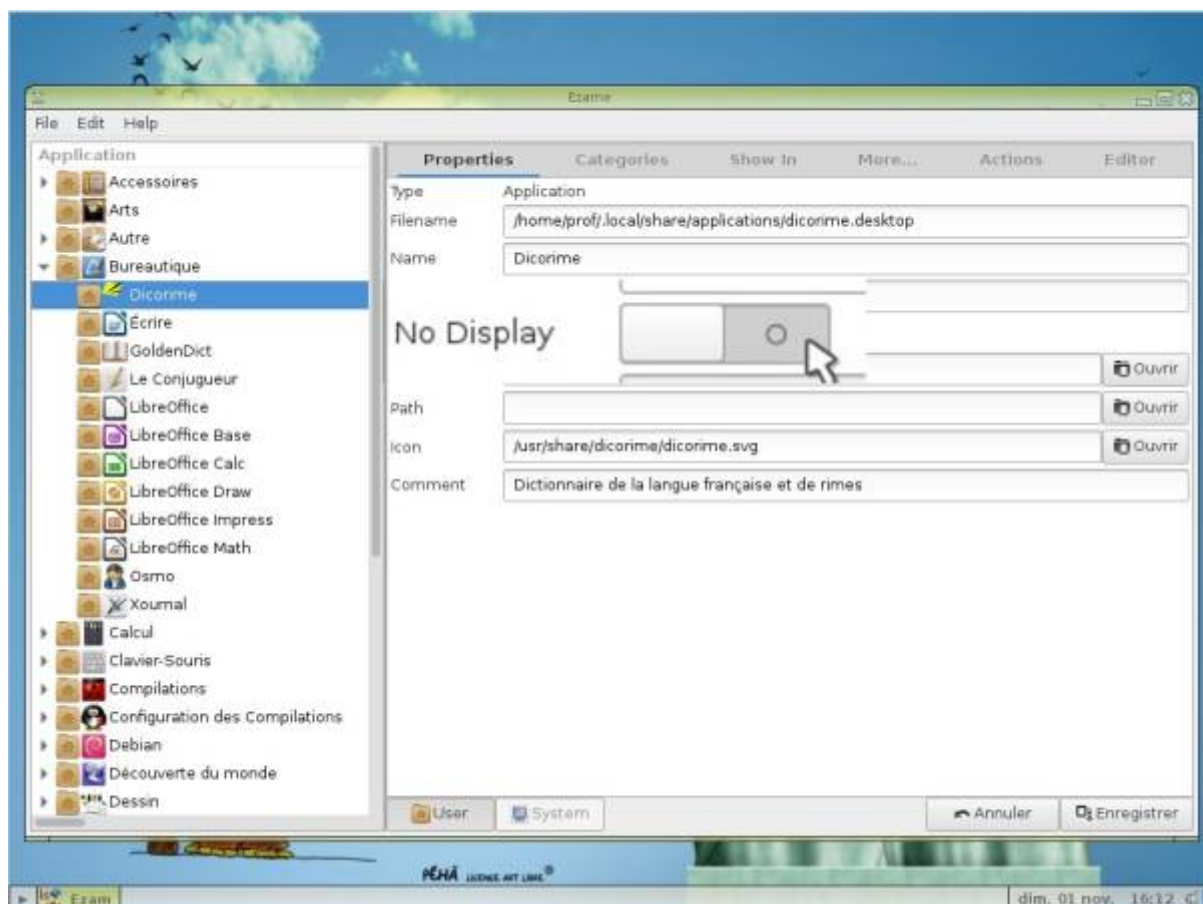 Ezame
File Edit Help
Application
Accessoires
Arts
Autre
Bureautique
Dicorime
Écrire
GoldenDict
Le Conjugueur
LibreOffice
LibreOffice Base
LibreOffice Calc
LibreOffice Draw
LibreOffice Impress
LibreOffice Math
Osmo
Xournal
Calcul
Clavier-Souris
Compilations
Configuration des Compilations
Debian
Découverte du monde
Dessin
Properties Categories Show In More... Actions Editor
Type Application
Filename /home/prof/.local/share/applications/dicorime.desktop
Name Dicorime
No Display
Ouvrir
Path Ouvrir
Icon /usr/share/dicorime/dicorime.svg Ouvrir
Comment Dictionnaire de la langue française et de rimes
User System Annuler Enregistrer
PÉHÄ LICENCE ART LIBRE
Ezam dim. 01 nov. 16:12